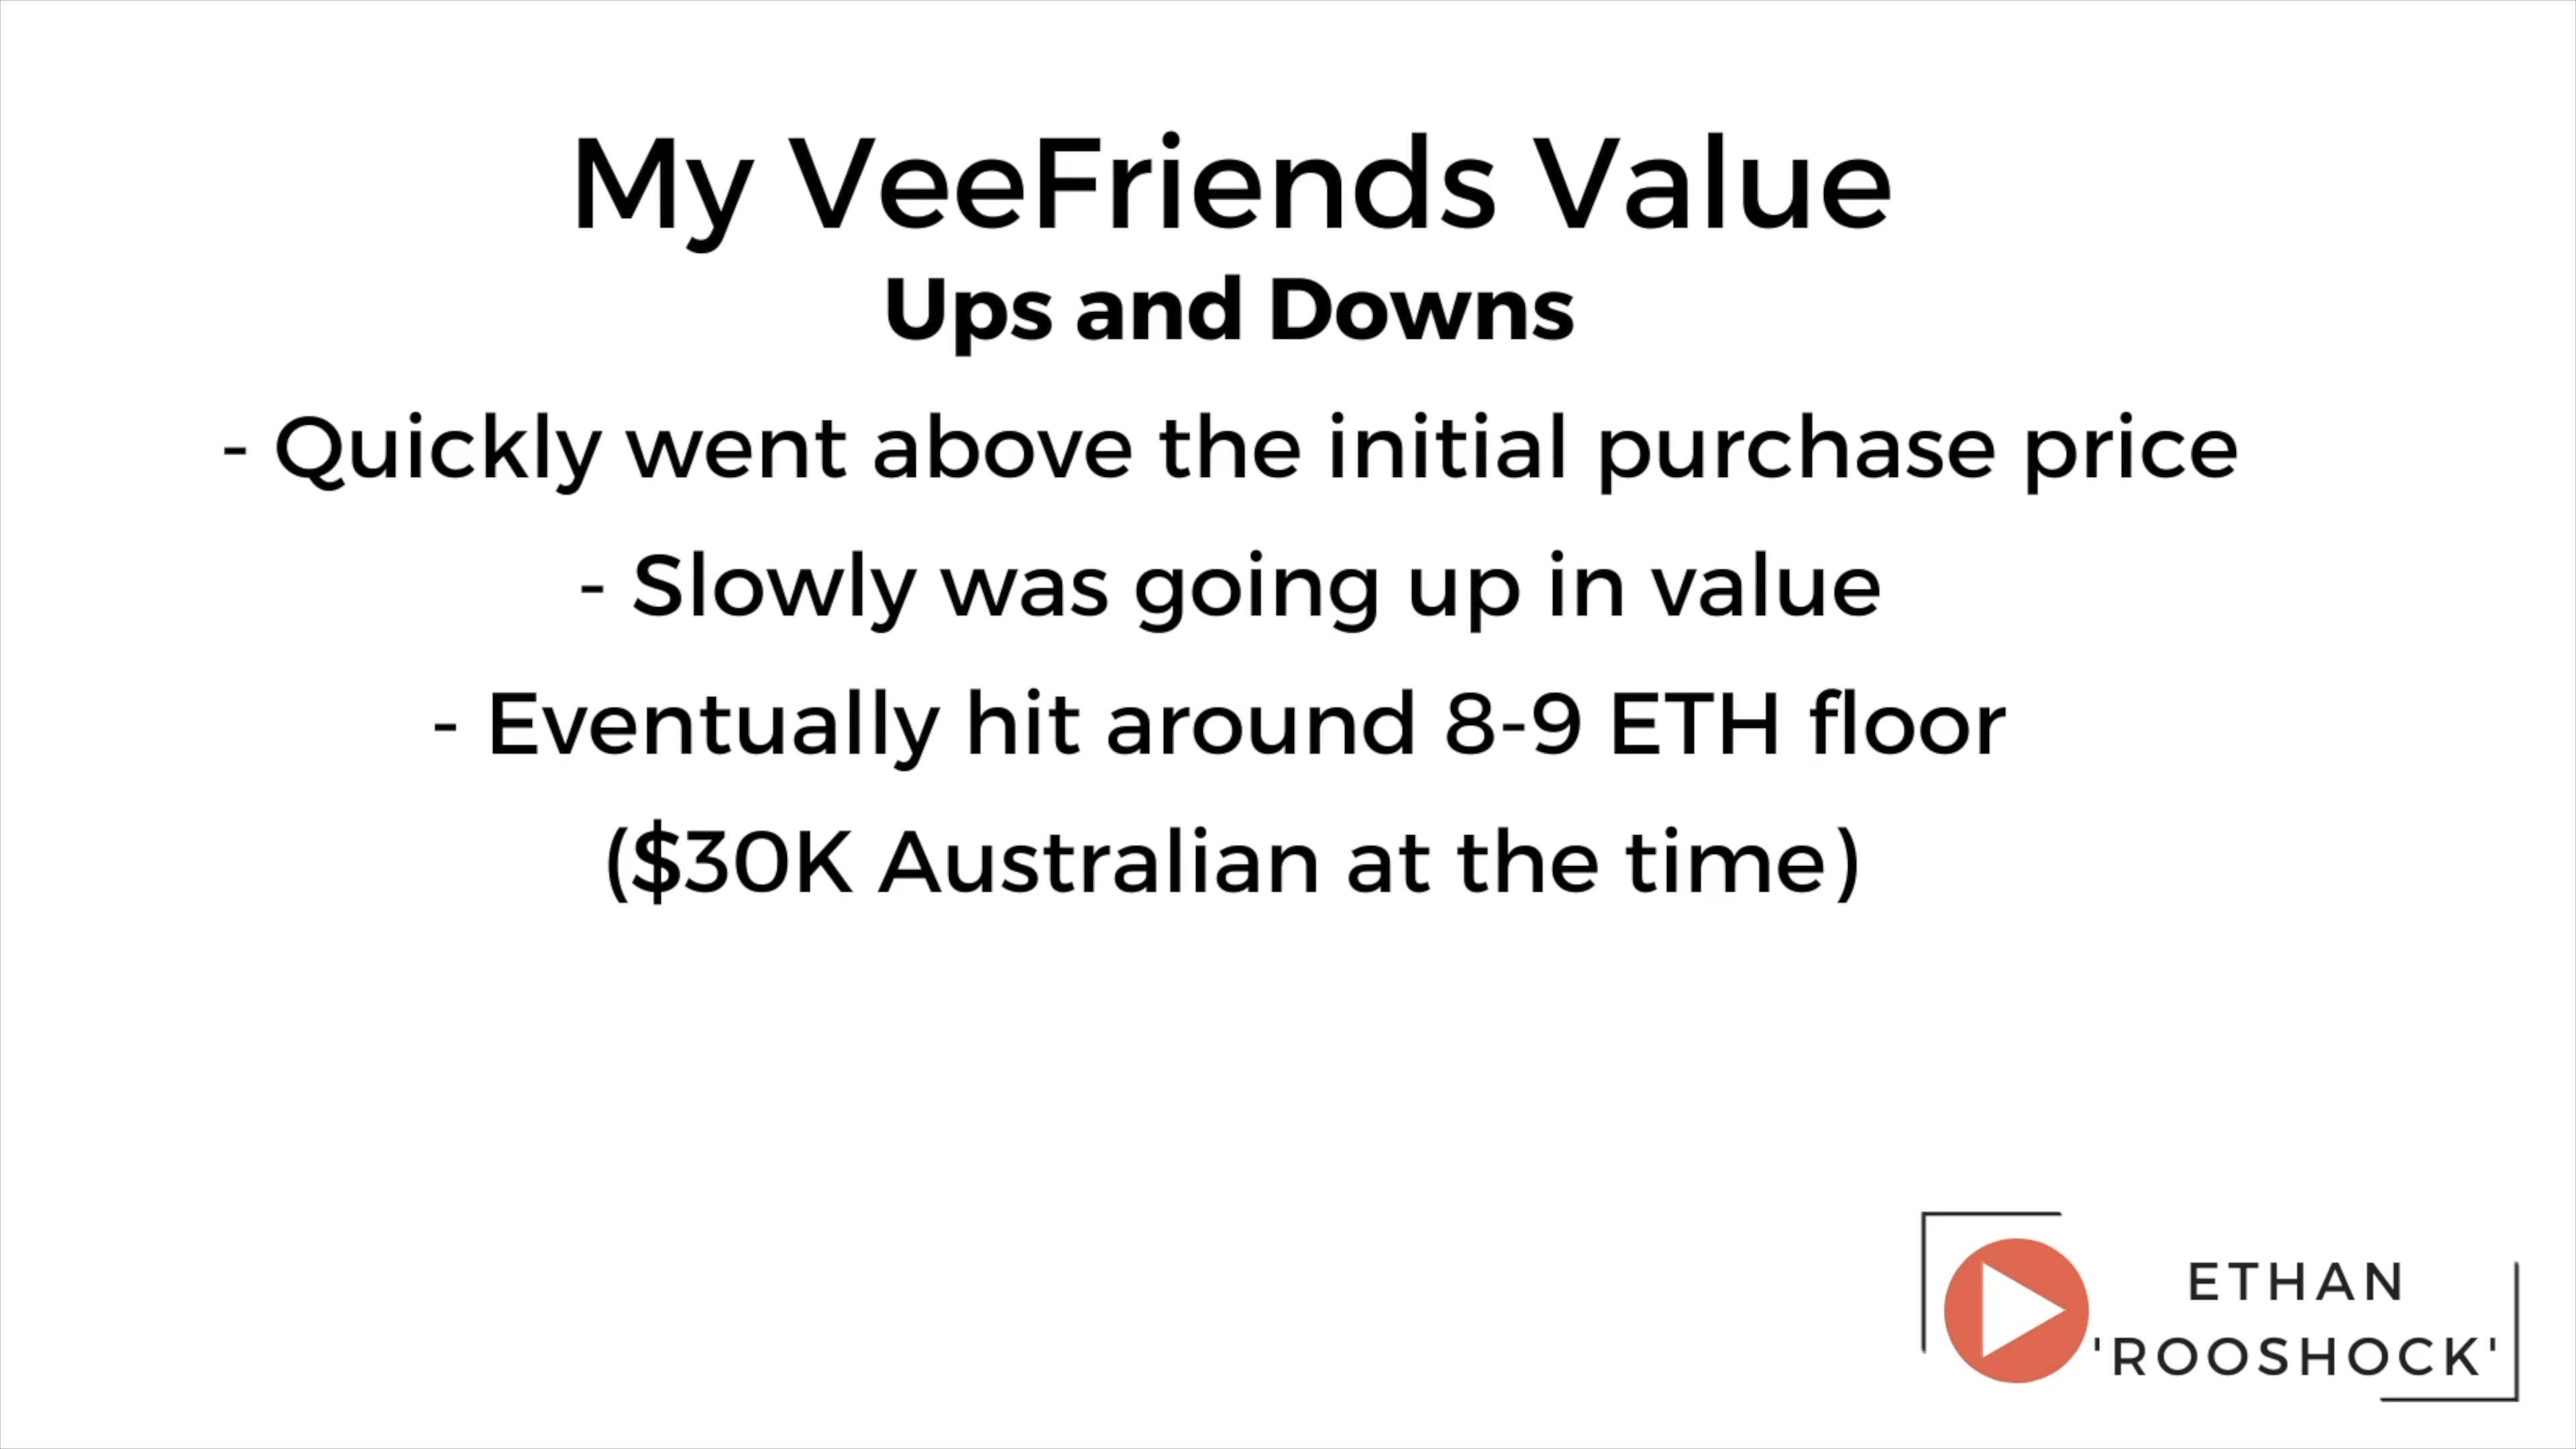 My VeeFriends Value
Ups and Downs
- Quickly went above the initial purchase price
- Slowly was going up in value
- Eventually hit around 8-9 ETH floor
($30K Australian at the time)
ETHAN
'ROOSHOCK'